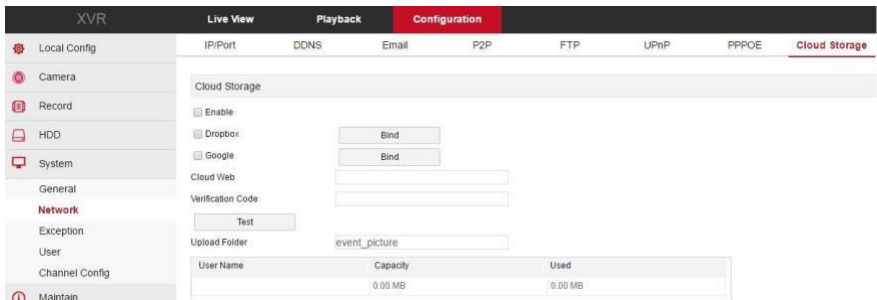 XVR Live View Playback Configuration
Local Config IP/Port DDNS Email P2P FTP UPnP PPPOE Cloud Storage
Camera
Cloud Storage
Record
Enable
HDD
Dropbox Bind
System
Google Bind
Cloud Web
General
Verification Code
Network
Test
Exception
Upload Folder event_picture
User
User Name Capacity Used
Channel Config
0.00 MB 0.00 MB
Maintain